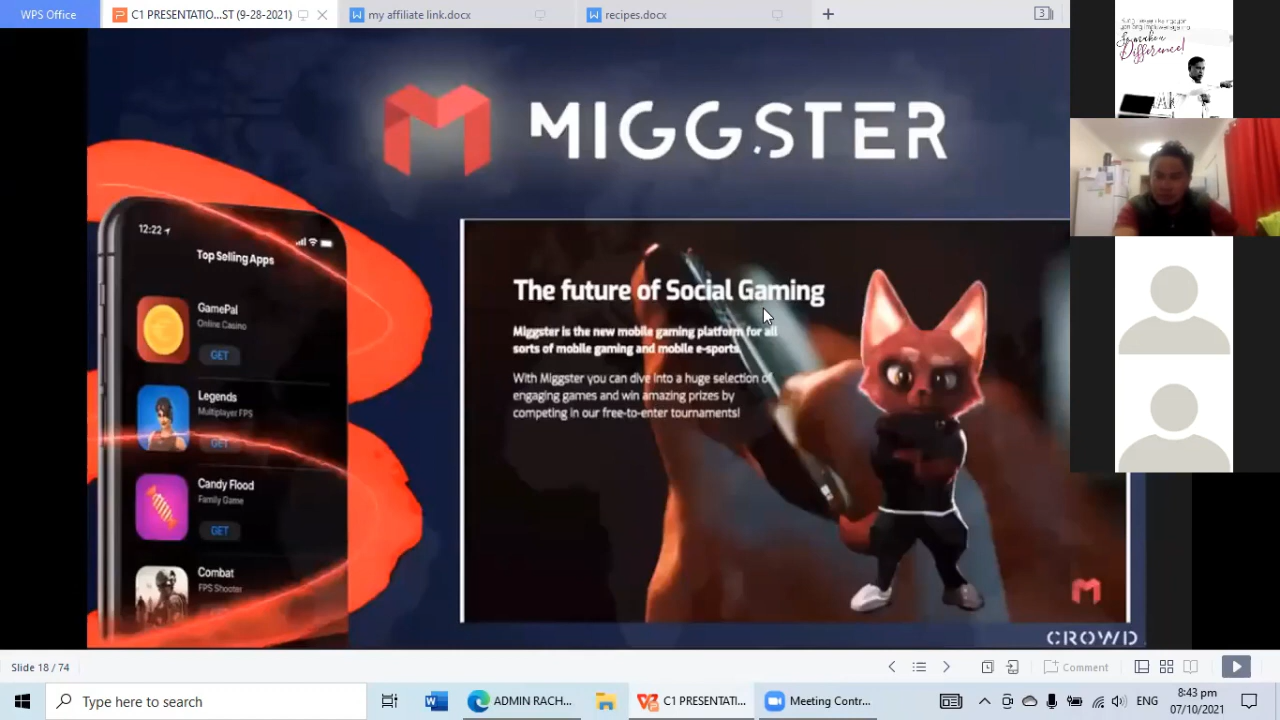 WPS Office
C1 PRESENTATIO...ST (9-28-2021)
my affiliate link.docx
recipes.docx
3
Difference!
MIGGSTER
12:22
Top Selling Apps
GamePal
Online Casino
GET
Legends
Multiplayer FPS
GET
Candy Flood
Family Game
GET
Combat
FPS Shooter
The future of Social Gaming
Miggster is the new mobile gaming platform for all
sorts of mobile gaming and mobile e-sports.
With Miggster you can dive into a huge selection of
engaging games and win amazing prizes by
competing in our free-to-enter tournaments!
CROWD
Slide 18 / 74
Comment
Type here to search
ADMIN RACH...
C1 PRESENTATI...
Meeting Contr...
ENG
8:43 pm
07/10/2021